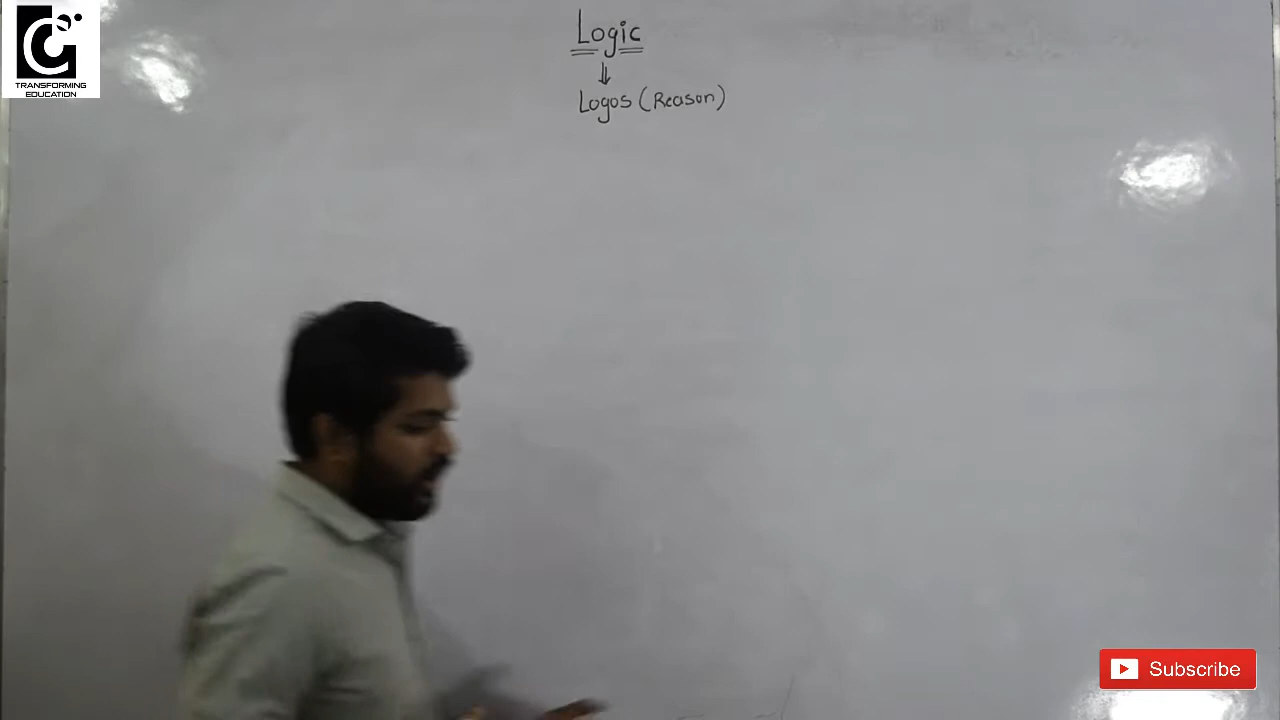 TRANSFORMING
EDUCATION
Logic
Logos (Reason)
Subscribe